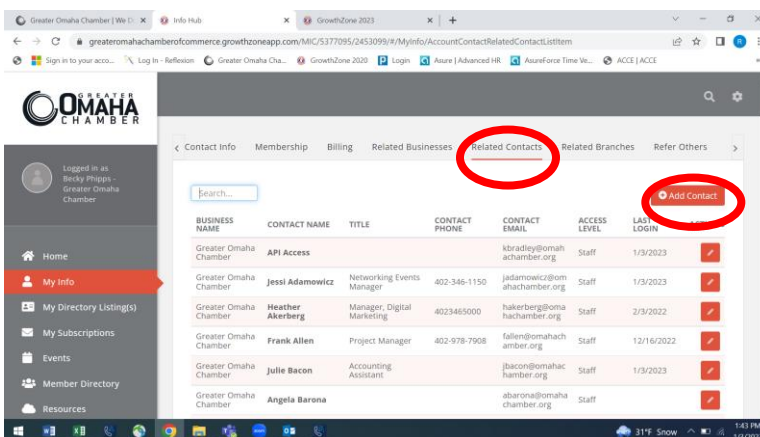 Greater Omaha Chamber | We D
Info Hub
GrowthZone 2023
greateromahachamberofcommerce.growthzoneapp.com/MIC/5377095/2453099/#/MyInfo/AccountContactRelatedContactListItem
Sign in to your acco... Log In - Reflexion Greater Omaha Cha... GrowthZone 2020 Login Asure | Advanced HR AsureForce Time Ve... ACCE | ACCE
GREATER
OMAHA
CHAMBER
Contact Info Membership Billing Related Businesses Related Contacts Related Branches Refer Others
Logged in as
Becky Phipps -
Greater Omaha
Chamber
Search...
Add Contact
BUSINESS NAME CONTACT NAME TITLE CONTACT PHONE CONTACT EMAIL ACCESS LEVEL LAST LOGIN
Greater Omaha Chamber API Access kbradley@omahachamber.org Staff 1/3/2023
Greater Omaha Chamber Jessi Adamowicz Networking Events Manager 402-346-1150 jadamowicz@omahachamber.org Staff 1/3/2023
Greater Omaha Chamber Heather Akerberg Manager, Digital Marketing 4023465000 hakerberg@omahachamber.org Staff 2/3/2022
Greater Omaha Chamber Frank Allen Project Manager 402-978-7908 fallen@omahachamber.org Staff 12/16/2022
Greater Omaha Chamber Julie Bacon Accounting Assistant jbacon@omahachamber.org Staff 1/3/2023
Greater Omaha Chamber Angela Barona abarona@omahachamber.org Staff
Home
My Info
My Directory Listing(s)
My Subscriptions
Events
Member Directory
Resources
31°F Snow
1:43 PM